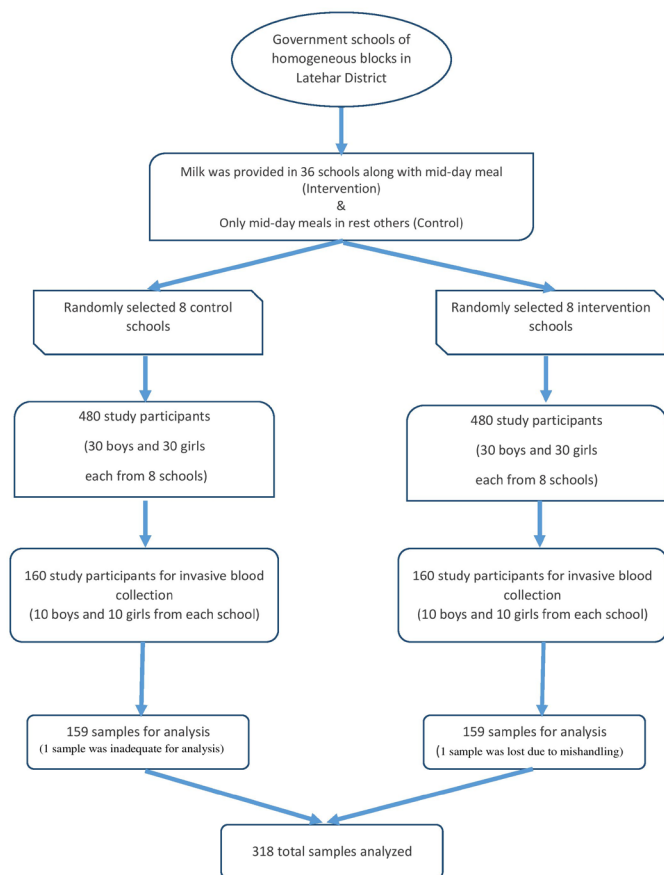 Government schools of
homogeneous blocks in
Latehar District
Milk was provided in 36 schools along with mid-day meal
(Intervention)
&
Only mid-day meals in rest others (Control)
Randomly selected 8 control
schools
Randomly selected 8 intervention
schools
480 study participants
(30 boys and 30 girls
each from 8 schools)
480 study participants
(30 boys and 30 girls
each from 8 schools)
160 study participants for invasive blood
collection
(10 boys and 10 girls from each school)
160 study participants for invasive blood
collection
(10 boys and 10 girls from each school)
159 samples for analysis
(1 sample was inadequate for analysis)
159 samples for analysis
(1 sample was lost due to mishandling)
318 total samples analyzed